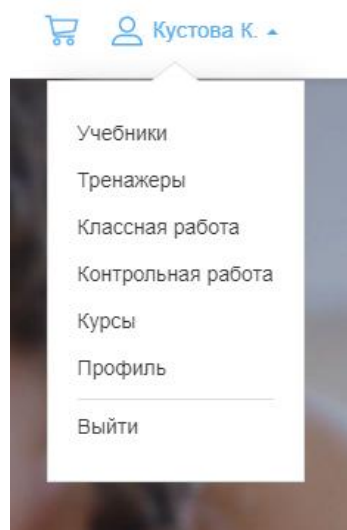 Кустова К.
Учебники
Тренажеры
Классная работа
Контрольная работа
Курсы
Профиль
Выйти